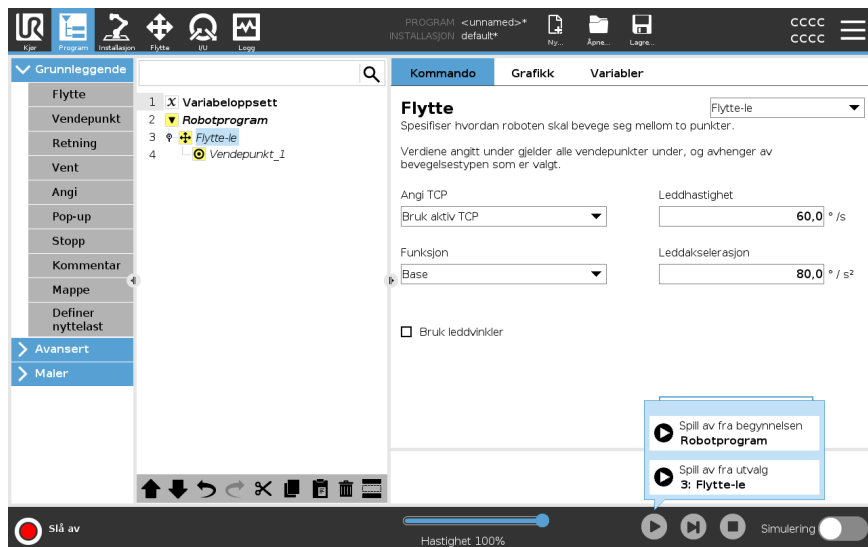 PROGRAM <unnamed>*
INSTALLASJON default*
CCCC
CCCC
Kjør
Program
Installasjon
Flytte
I/U
Logg
Ny...
Åpne...
Lagre...
Grunnleggende
Flytte
Vendepunkt
Retning
Vent
Angi
Pop-up
Stopp
Kommentar
Mappe
Definer
nyttelast
Avansert
Maler
1 X Variabeloppsett
2 Robotprogram
3 Flytte-le
4 Vendepunkt_1
Kommando
Grafikk
Variabler
Flytte
Flytte-le
Spesifiser hvordan roboten skal bevege seg mellom to punkter.
Verdiene angitt under gjelder alle vendepunkter under, og avhenger av
bevegelsestypen som er valgt.
Angi TCP
Leddhastighet
Bruk aktiv TCP
60,0 ° /s
Funksjon
Leddakselerasjon
Base
80,0 ° / s²
Bruk leddvinkler
Spill av fra begynnelsen
Robotprogram
Spill av fra utvalg
3: Flytte-le
Slå av
Hastighet 100%
Simulering